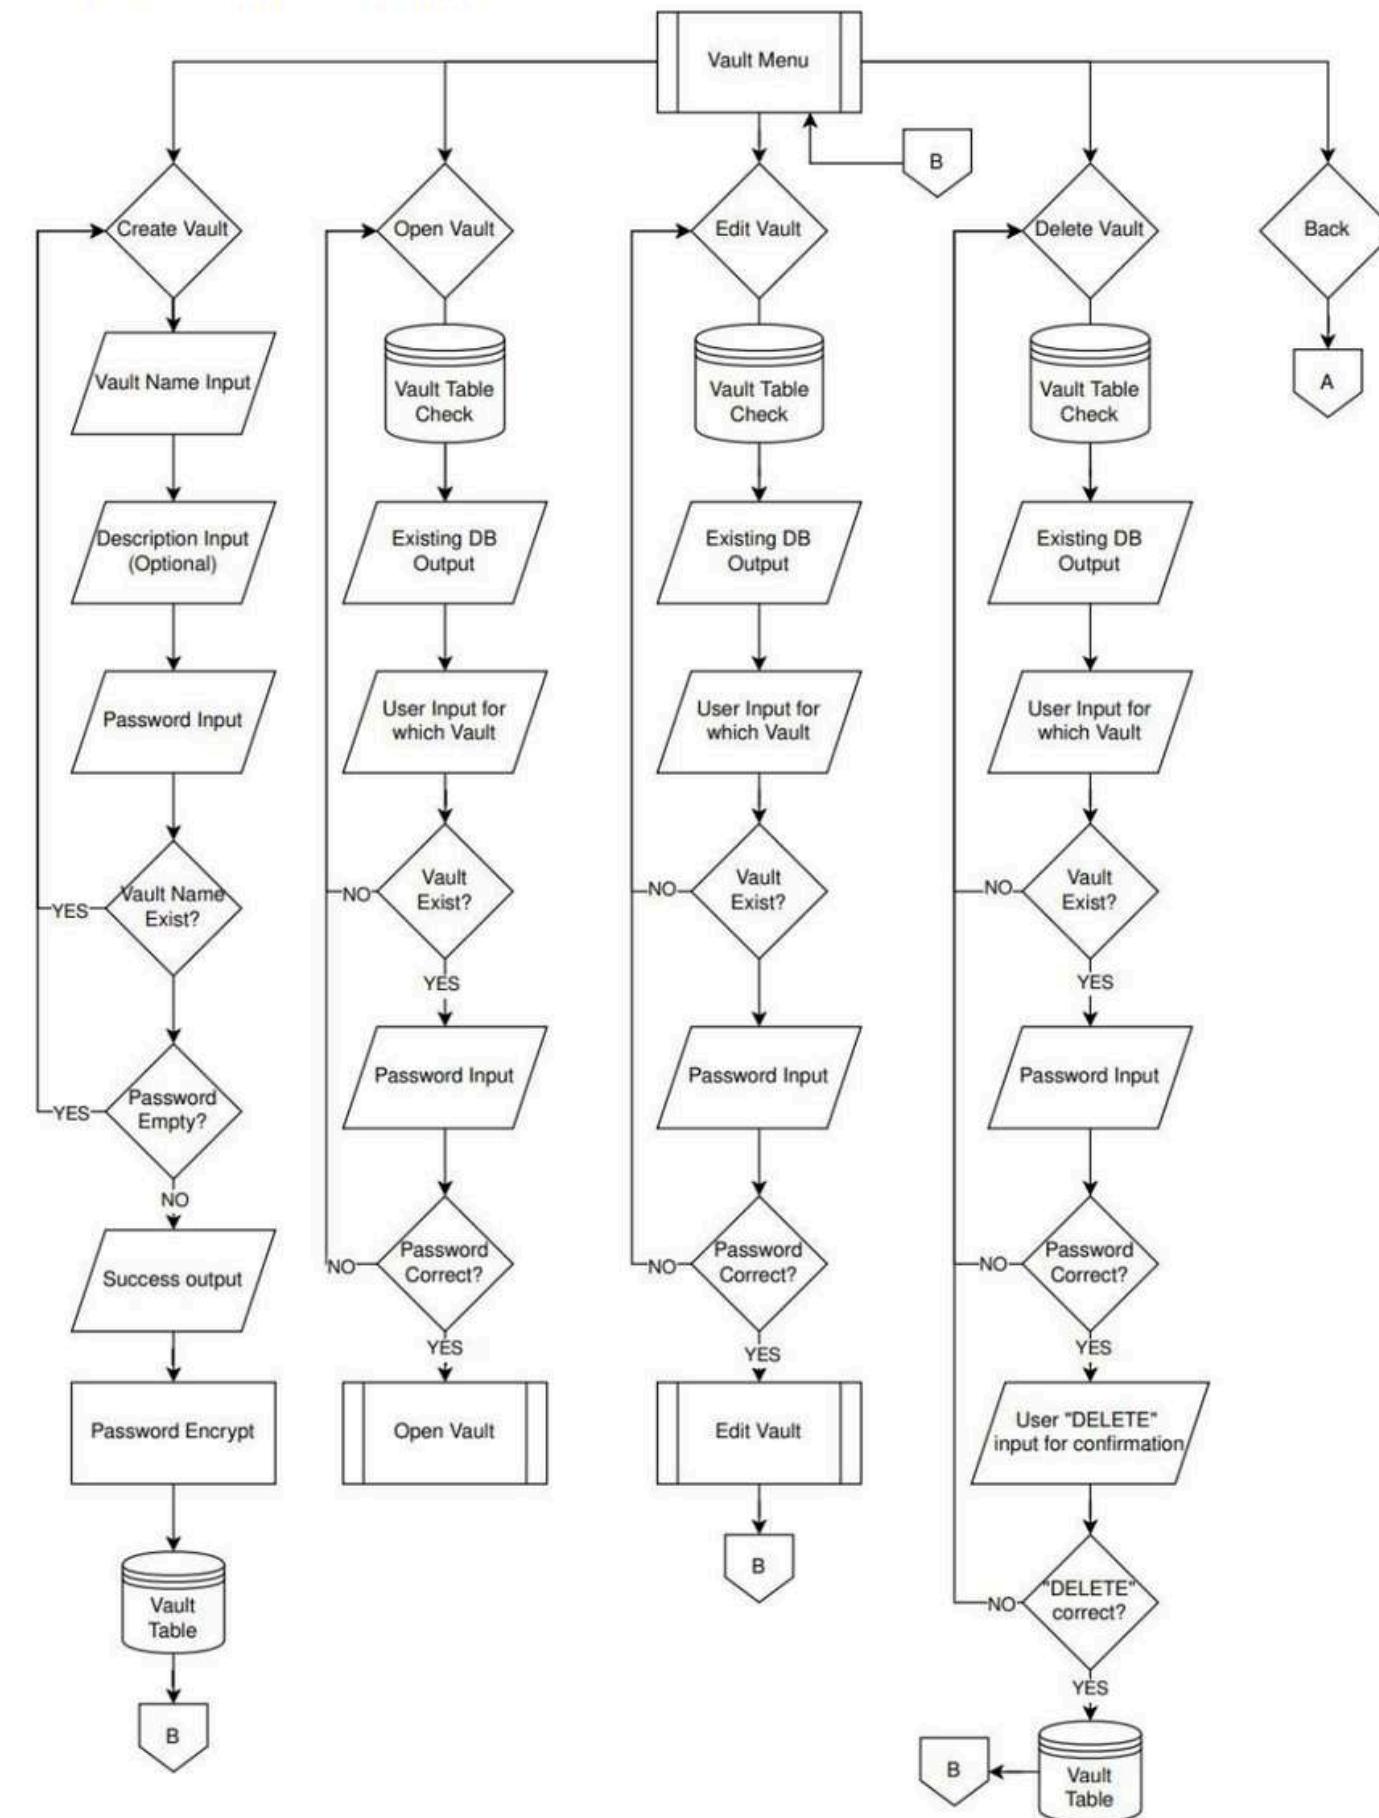 Vault Menu
B
Create Vault
Open Vault
Edit Vault
Delete Vault
Back
Vault Name Input
Vault Table
Check
Vault Table
Check
Vault Table
Check
A
Description Input
(Optional)
Existing DB
Output
Existing DB
Output
Existing DB
Output
Password Input
User Input for
which Vault
User Input for
which Vault
User Input for
which Vault
Vault Name
Exist?
YES
Vault
Exist?
NO
Vault
Exist?
NO
Vault
Exist?
NO
YES
YES
Password
Empty?
YES
NO
Password Input
Password Input
Password Input
Success output
Password
Correct?
NO
YES
Password
Correct?
NO
YES
Password
Correct?
NO
YES
Password Encrypt
Open Vault
Edit Vault
User "DELETE"
input for confirmation
Vault
Table
B
"DELETE"
correct?
NO
YES
B
B
Vault
Table